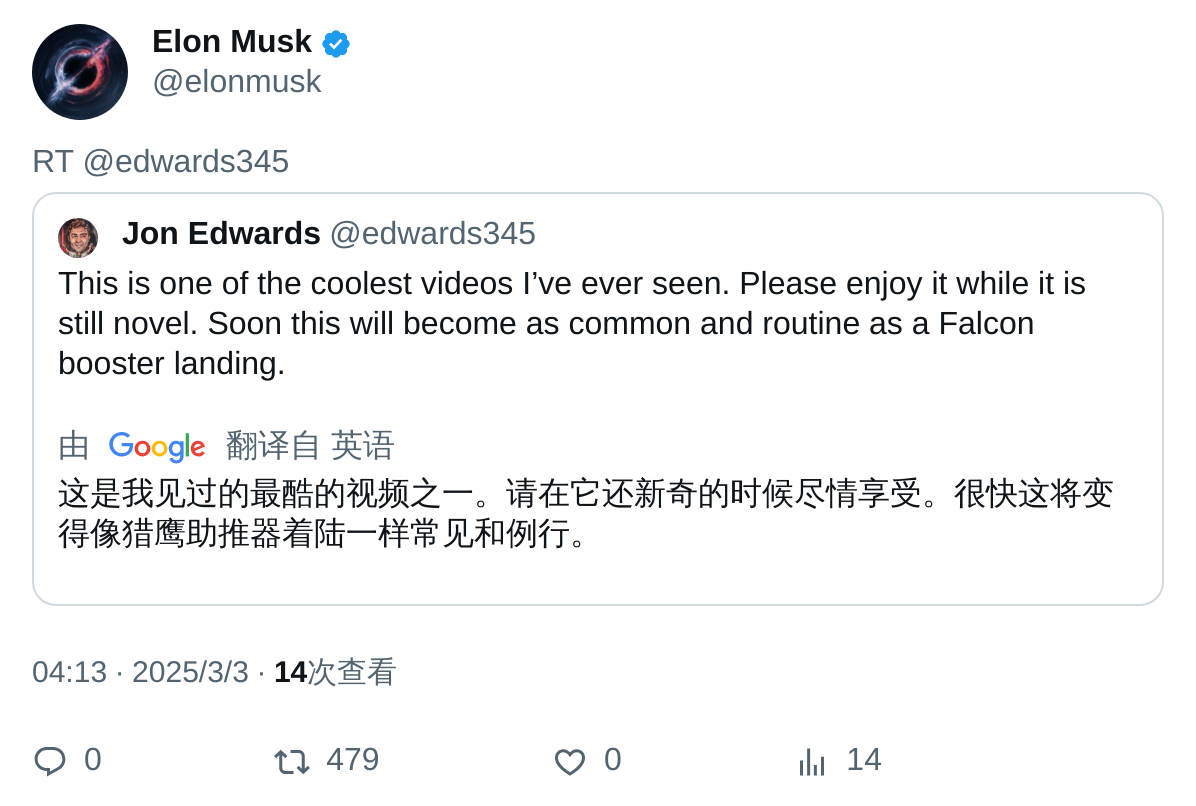 Elon Musk
@elonmusk
RT @edwards345
Jon Edwards @edwards345
This is one of the coolest videos I’ve ever seen. Please enjoy it while it is
still novel. Soon this will become as common and routine as a Falcon
booster landing.
由 Google 翻译自 英语
这是我见过的最酷的视频之一。请在它还新奇的时候尽情享受。很快这将变
得像猎鹰助推器着陆一样常见和例行。
04:13 · 2025/3/3 · 14次查看
0 479 0 14